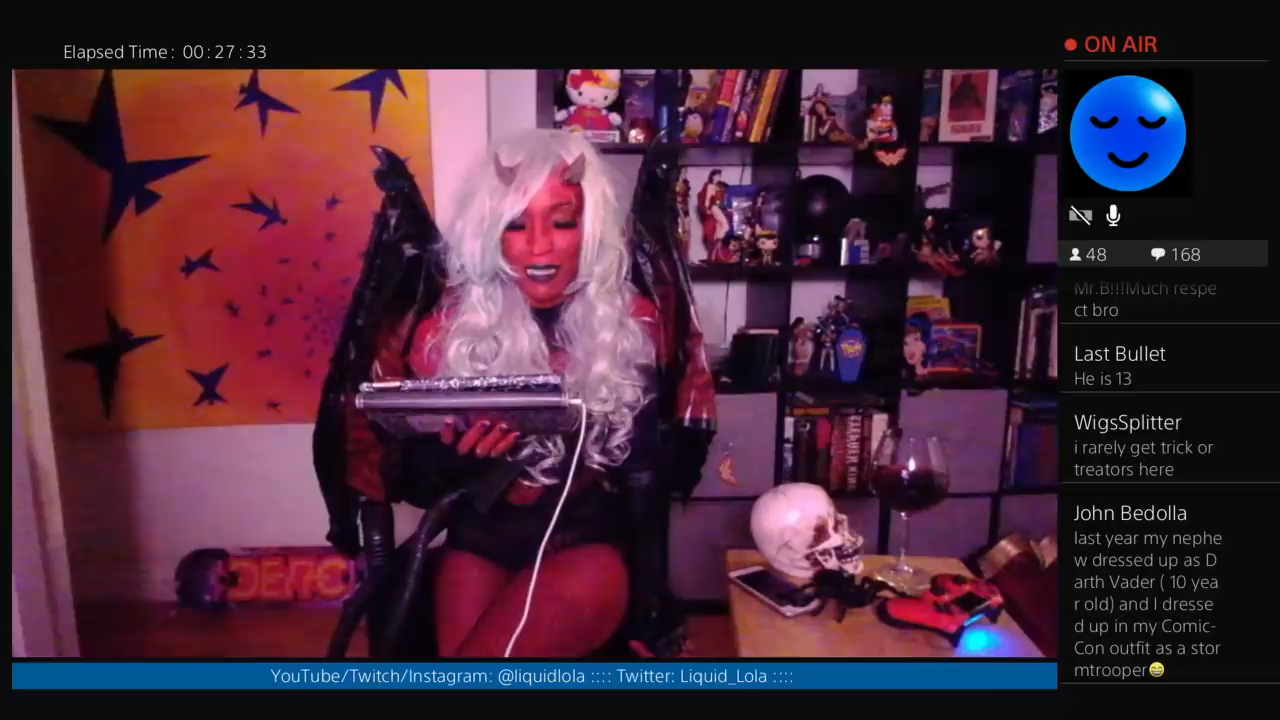 Elapsed Time: 00:27:33
ON AIR
48
168
Mr.B!!!Much respe
ct bro
Last Bullet
He is 13
WigsSplitter
i rarely get trick or
treators here
John Bedolla
last year my nephe
w dressed up as D
arth Vader ( 10 yea
r old) and I dresse
d up in my Comic-
Con outfit as a stor
mtrooper😄
YouTube/Twitch/Instagram: @liquidlola :::: Twitter: Liquid_Lola ::::